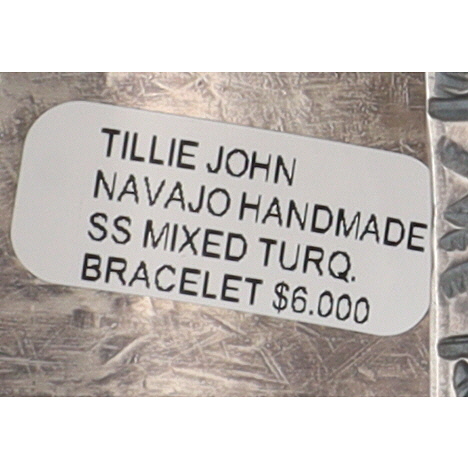 TILLIE JOHN
NAVAJO HANDMADE
SS MIXED TURQ.
BRACELET $6.000